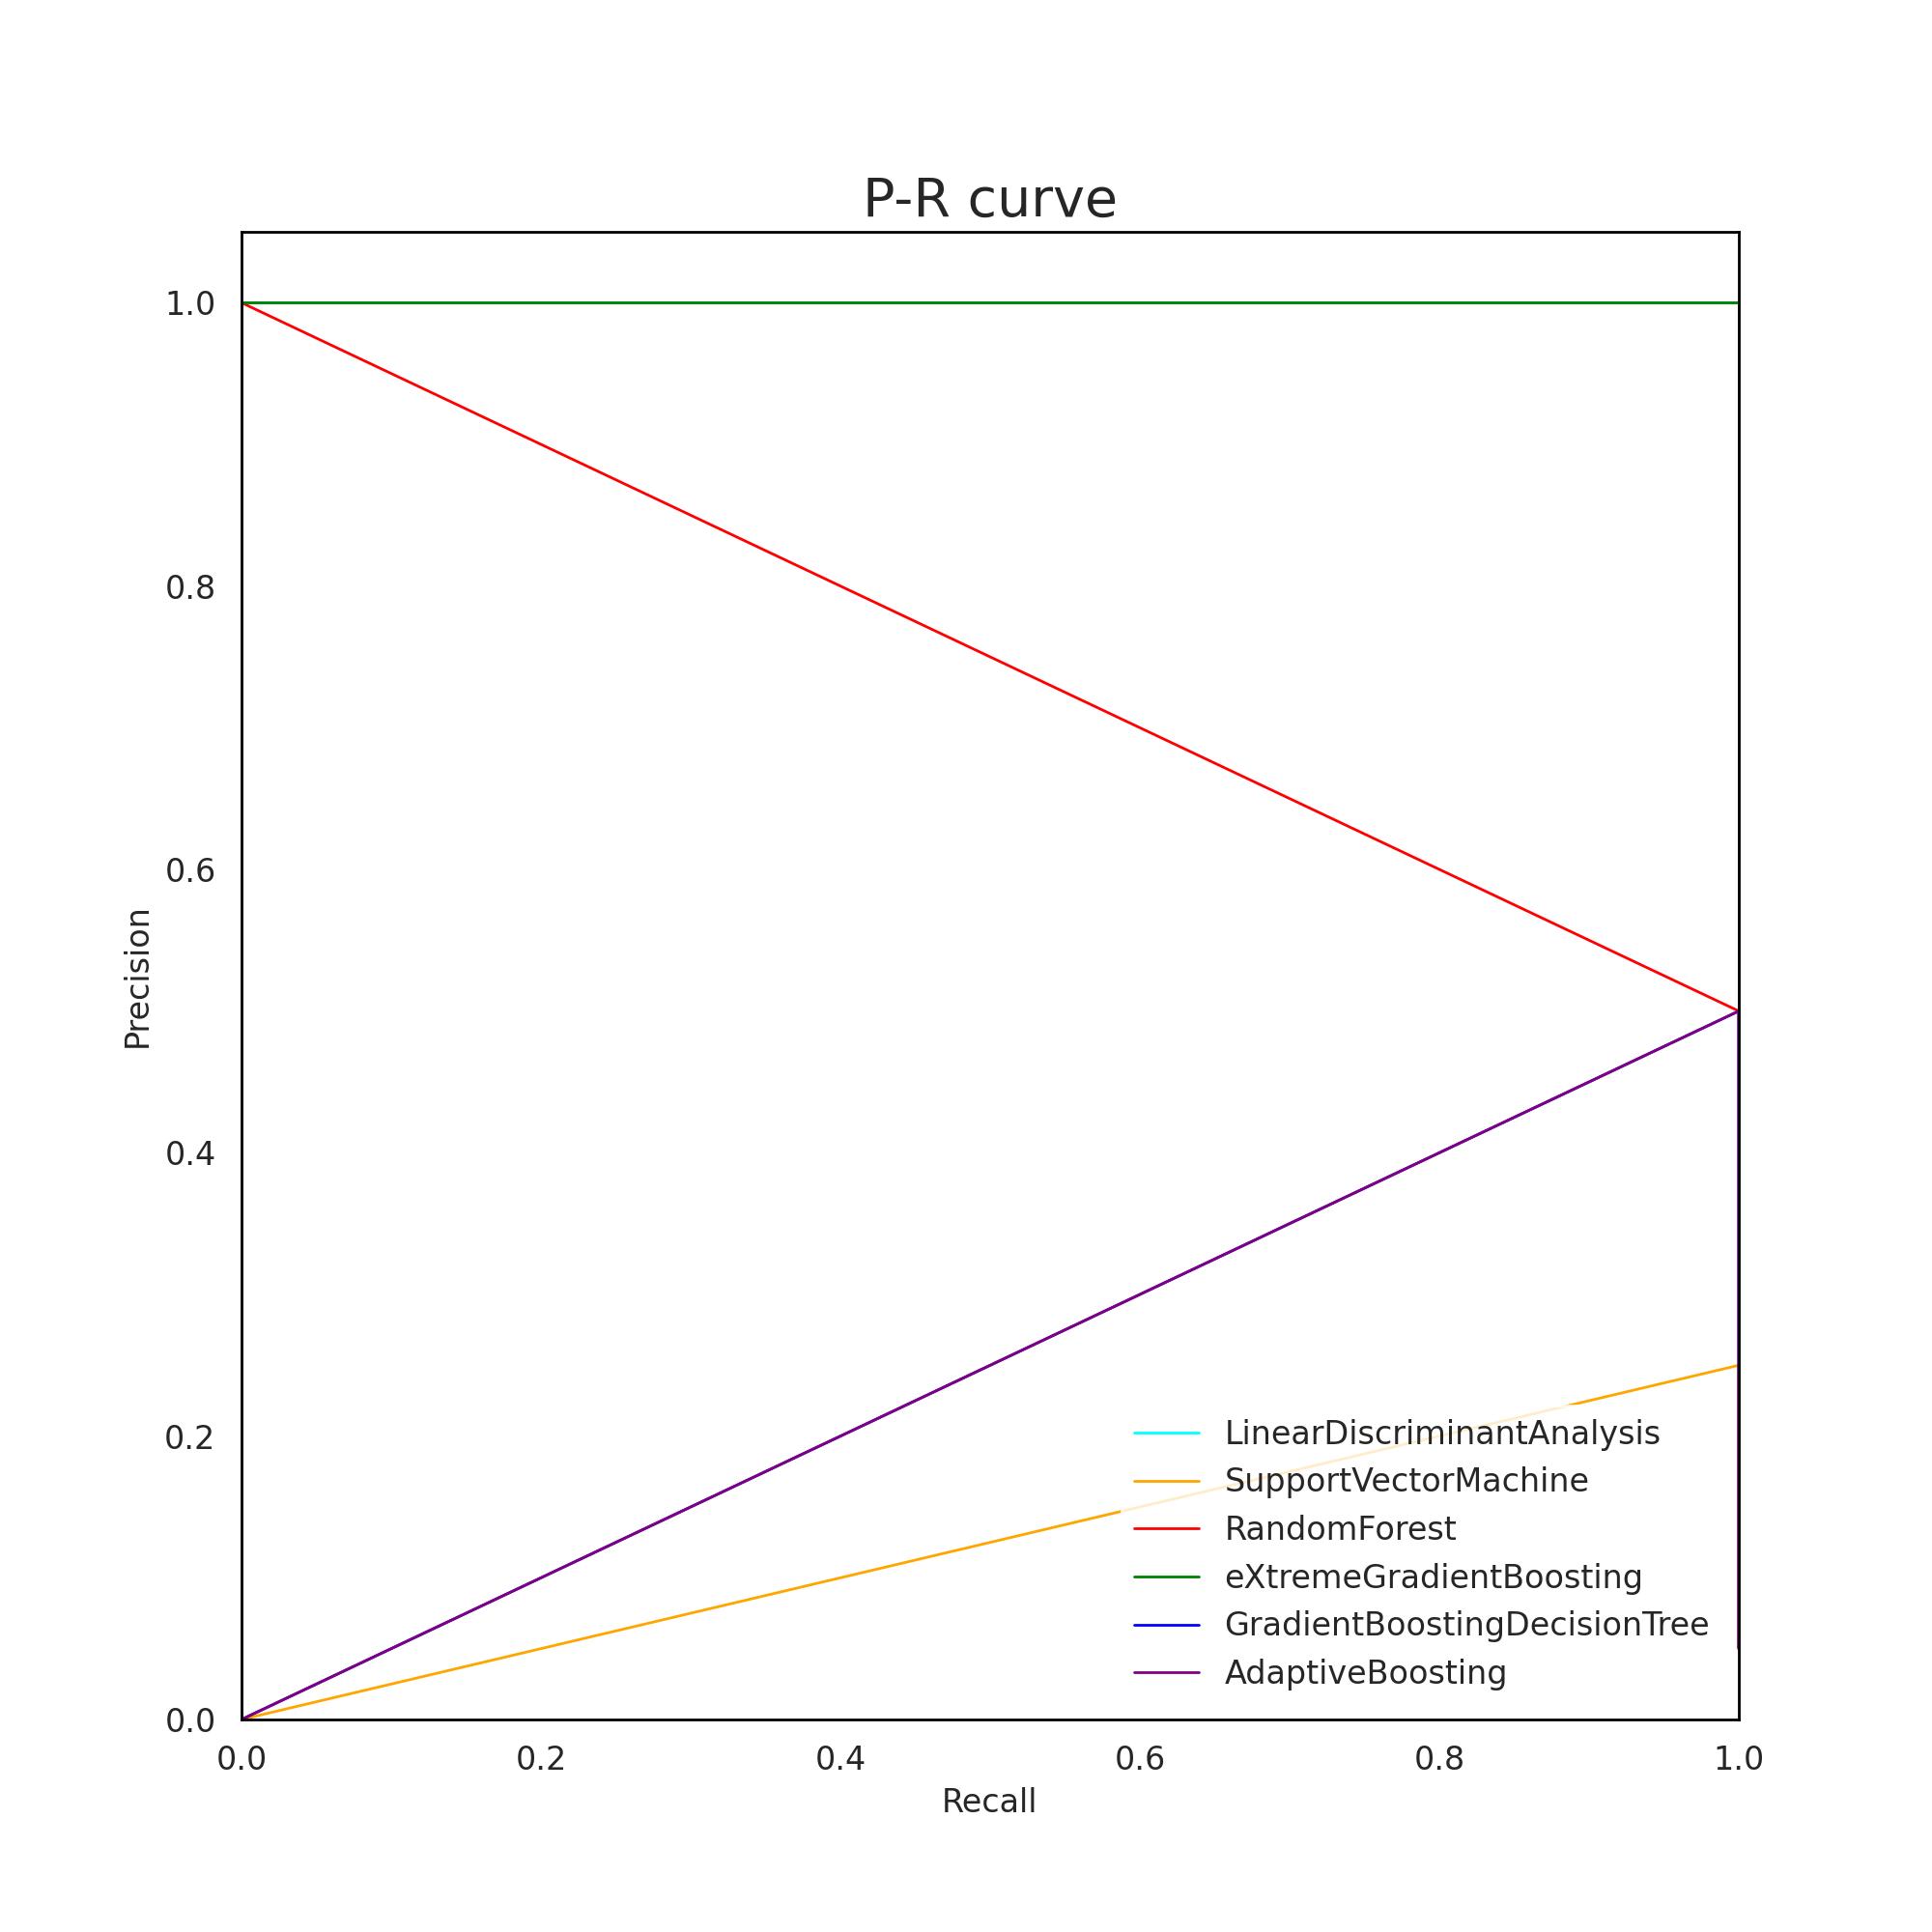 P-R curve
1.0
0.8
0.6
0.4
0.2
0.0
Precision
LinearDiscriminantAnalysis
SupportVectorMachine
RandomForest
eXtremeGradientBoosting
GradientBoostingDecisionTree
AdaptiveBoosting
0.0 0.2 0.4 0.6 0.8 1.0
Recall